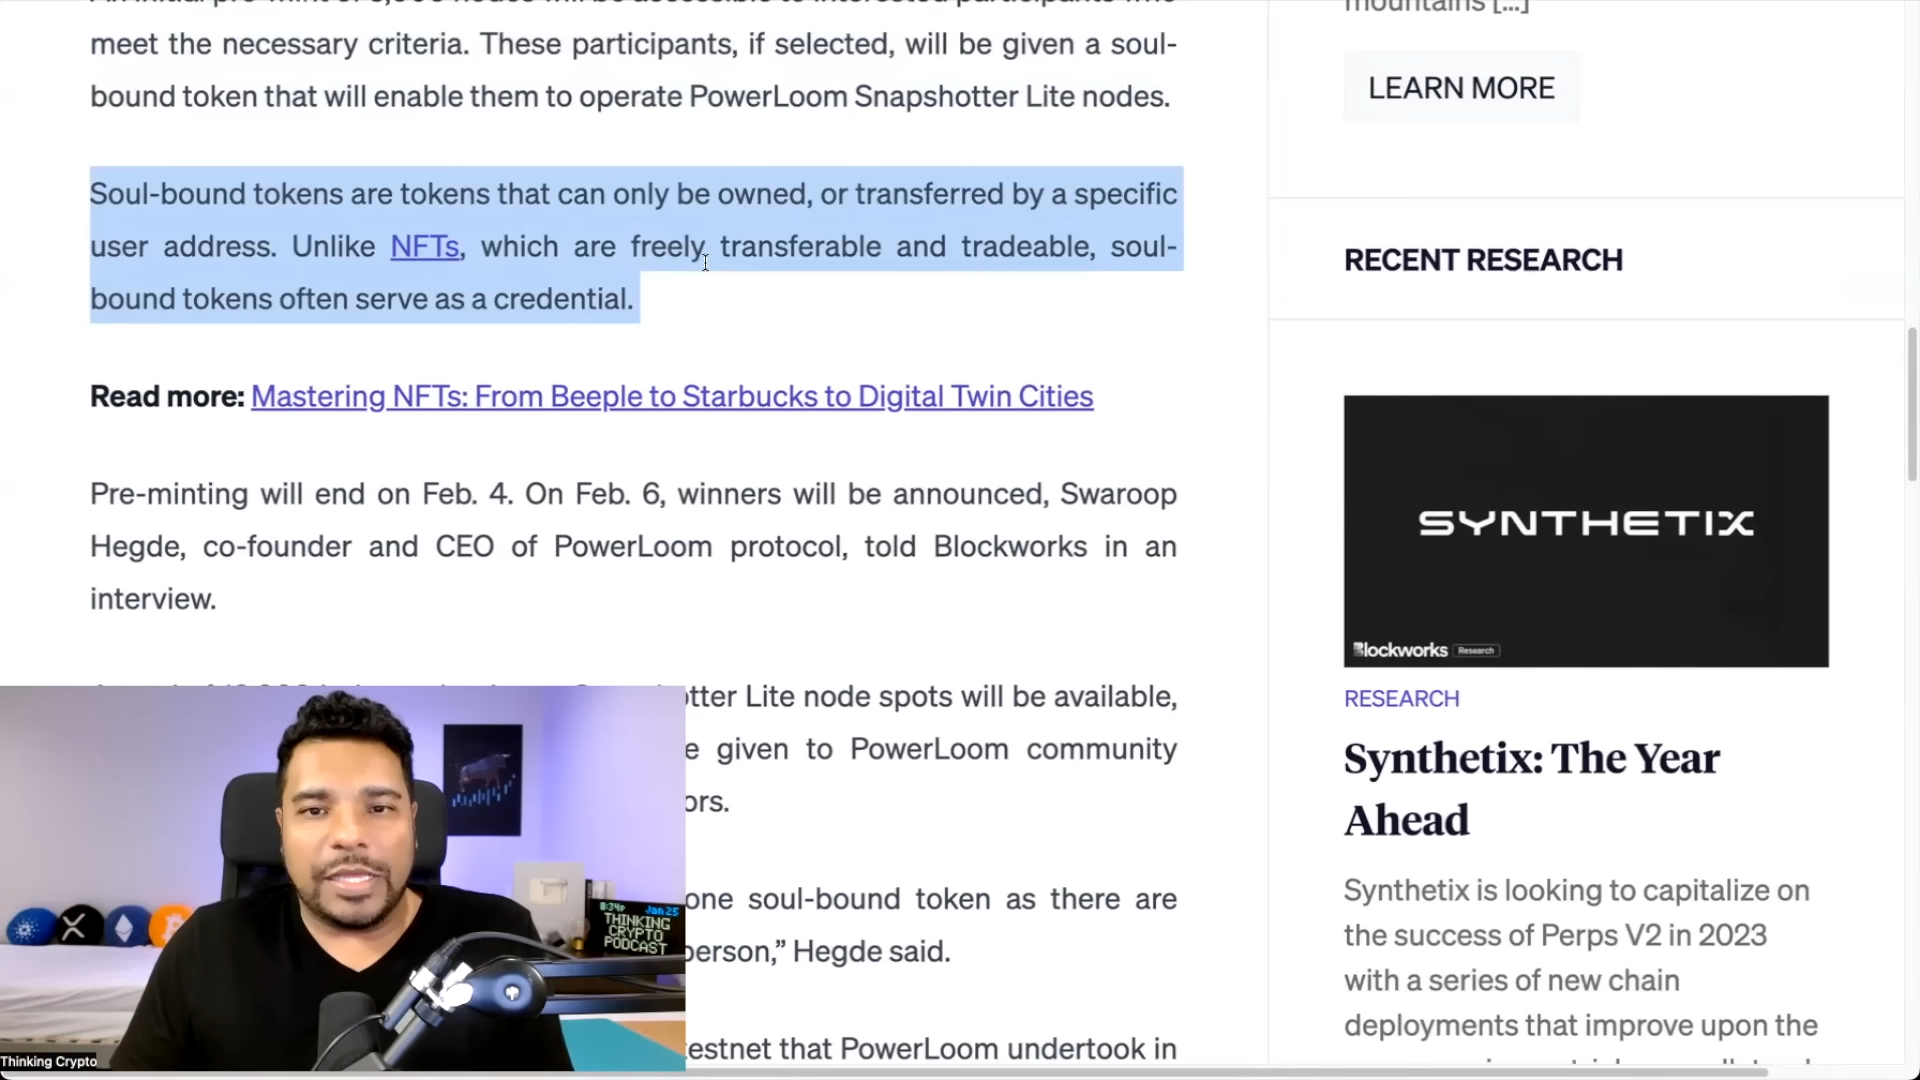 meet the necessary criteria. These participants, if selected, will be given a soul-
bound token that will enable them to operate PowerLoom Snapshotter Lite nodes.
Soul-bound tokens are tokens that can only be owned, or transferred by a specific
user address. Unlike NFTs, which are freely transferable and tradeable, soul-
bound tokens often serve as a credential.
Read more: Mastering NFTs: From Beeple to Starbucks to Digital Twin Cities
Pre-minting will end on Feb. 4. On Feb. 6, winners will be announced, Swaroop
Hegde, co-founder and CEO of PowerLoom protocol, told Blockworks in an
interview.
Lite node spots will be available,
given to PowerLoom community
one soul-bound token as there are
person,” Hegde said.
testnet that PowerLoom undertook in
mountains [...]
LEARN MORE
RECENT RESEARCH
SYNTHETIX
Blockworks Research
RESEARCH
Synthetix: The Year
Ahead
Synthetix is looking to capitalize on
the success of Perps V2 in 2023
with a series of new chain
deployments that improve upon the
8:34P Jan 25
THINKING
CRYPTO
PODCAST
Thinking Crypto